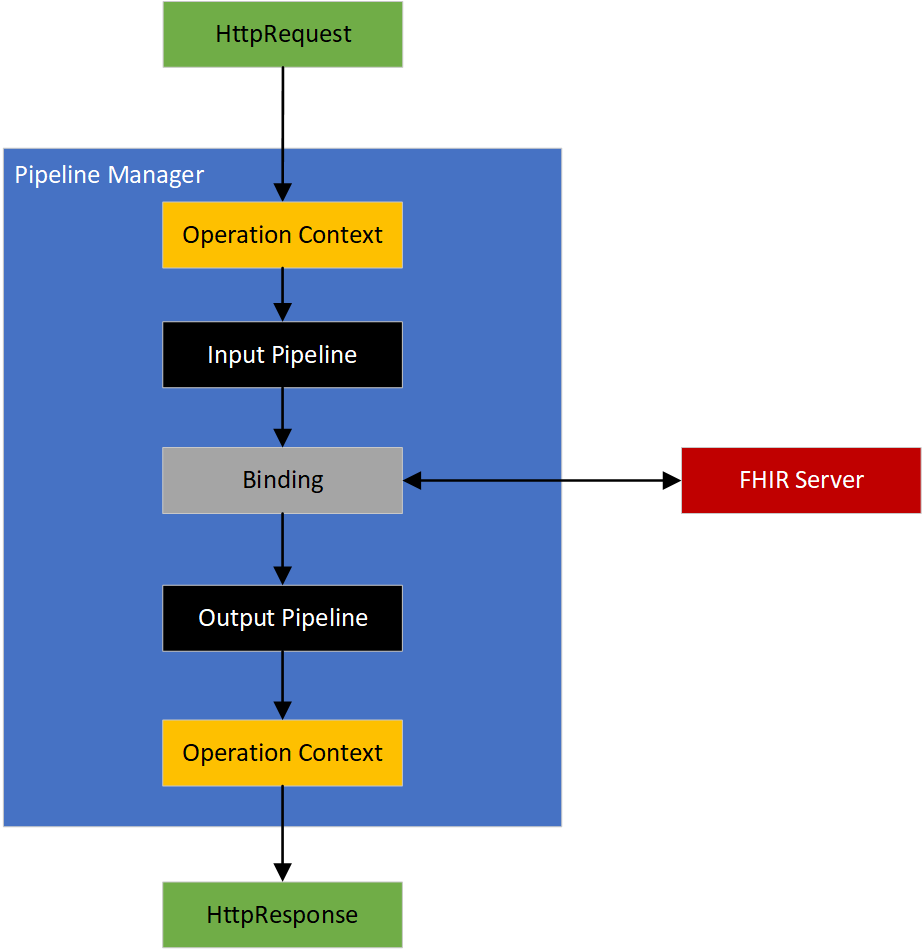 HttpRequest
Pipeline Manager
Operation Context
Input Pipeline
Binding
FHIR Server
Output Pipeline
Operation Context
HttpResponse